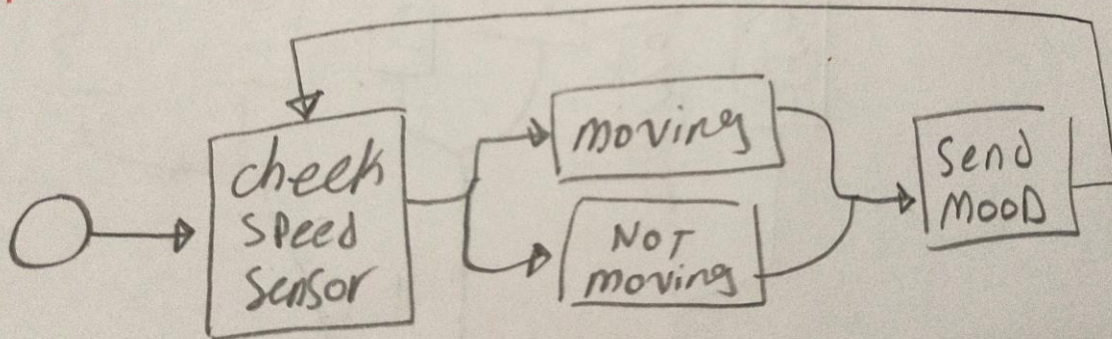 cheek
speed
sensor
moving
NOT
moving
Send
MOOD